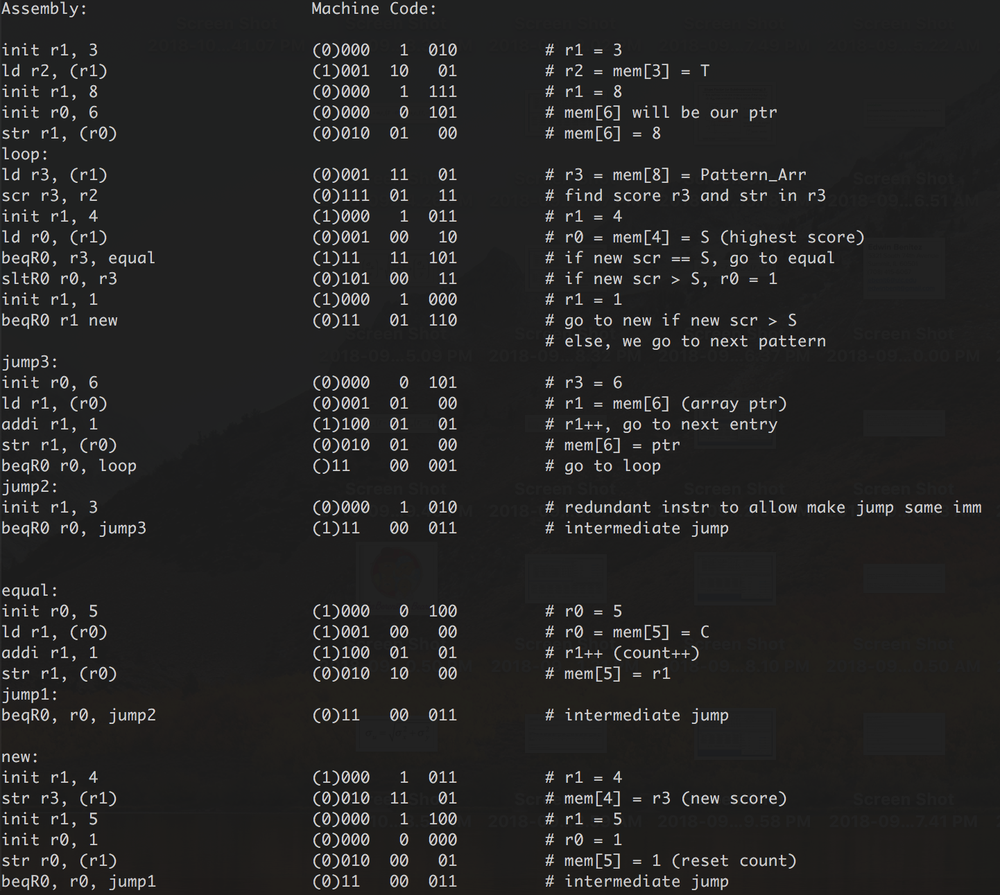 Assembly: Machine Code:
init r1, 3 (0)000 1 010 # r1 = 3
ld r2, (r1) (1)001 10 01 # r2 = mem[3] = T
init r1, 8 (0)000 1 111 # r1 = 8
init r0, 6 (0)000 0 101 # mem[6] will be our ptr
str r1, (r0) (0)010 01 00 # mem[6] = 8
loop:
ld r3, (r1) (0)001 11 01 # r3 = mem[8] = Pattern_Arr
scr r3, r2 (0)111 01 11 # find score r3 and str in r3
init r1, 4 (1)000 1 011 # r1 = 4
ld r0, (r1) (0)001 00 10 # r0 = mem[4] = S (highest score)
beqR0, r3, equal (1)11 11 101 # if new scr == S, go to equal
sltR0 r0, r3 (0)101 00 11 # if new scr > S, r0 = 1
init r1, 1 (1)000 1 000 # r1 = 1
beqR0 r1 new (0)11 01 110 # go to new if new scr > S
# else, we go to next pattern
jump3:
init r0, 6 (0)000 0 101 # r3 = 6
ld r1, (r0) (0)001 01 00 # r1 = mem[6] (array ptr)
addi r1, 1 (1)100 01 01 # r1++, go to next entry
str r1, (r0) (0)010 01 00 # mem[6] = ptr
beqR0 r0, loop ()11 00 001 # go to loop
jump2:
init r1, 3 (0)000 1 010 # redundant instr to allow make jump same imm
beqR0 r0, jump3 (1)11 00 011 # intermediate jump
equal:
init r0, 5 (1)000 0 100 # r0 = 5
ld r1, (r0) (1)001 00 00 # r0 = mem[5] = C
addi r1, 1 (1)100 01 01 # r1++ (count++)
str r1, (r0) (0)010 10 00 # mem[5] = r1
jump1:
beqR0, r0, jump2 (0)11 00 011 # intermediate jump
new:
init r1, 4 (1)000 1 011 # r1 = 4
str r3, (r1) (0)010 11 01 # mem[4] = r3 (new score)
init r1, 5 (0)000 1 100 # r1 = 5
init r0, 1 (0)000 0 000 # r0 = 1
str r0, (r1) (0)010 00 01 # mem[5] = 1 (reset count)
beqR0, r0, jump1 (0)11 00 011 # intermediate jump